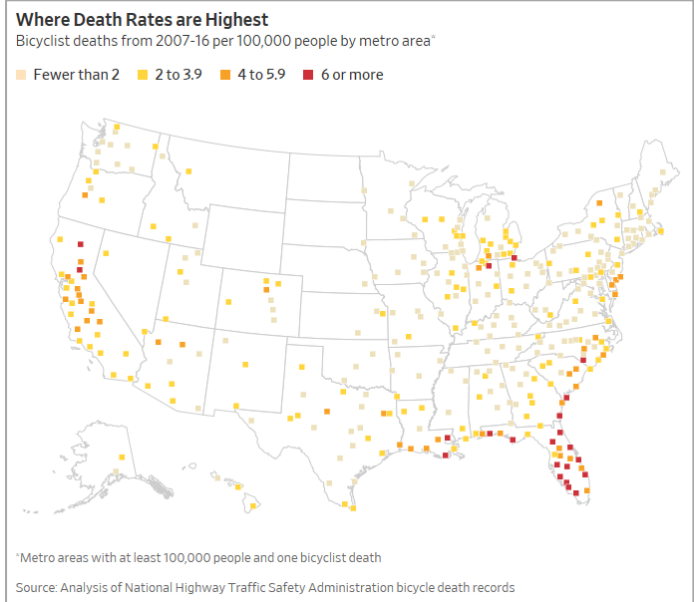 Where Death Rates are Highest
Bicyclist deaths from 2007-16 per 100,000 people by metro area*
Fewer than 2 2 to 3.9 4 to 5.9 6 or more
*Metro areas with at least 100,000 people and one bicyclist death
Source: Analysis of National Highway Traffic Safety Administration bicycle death records